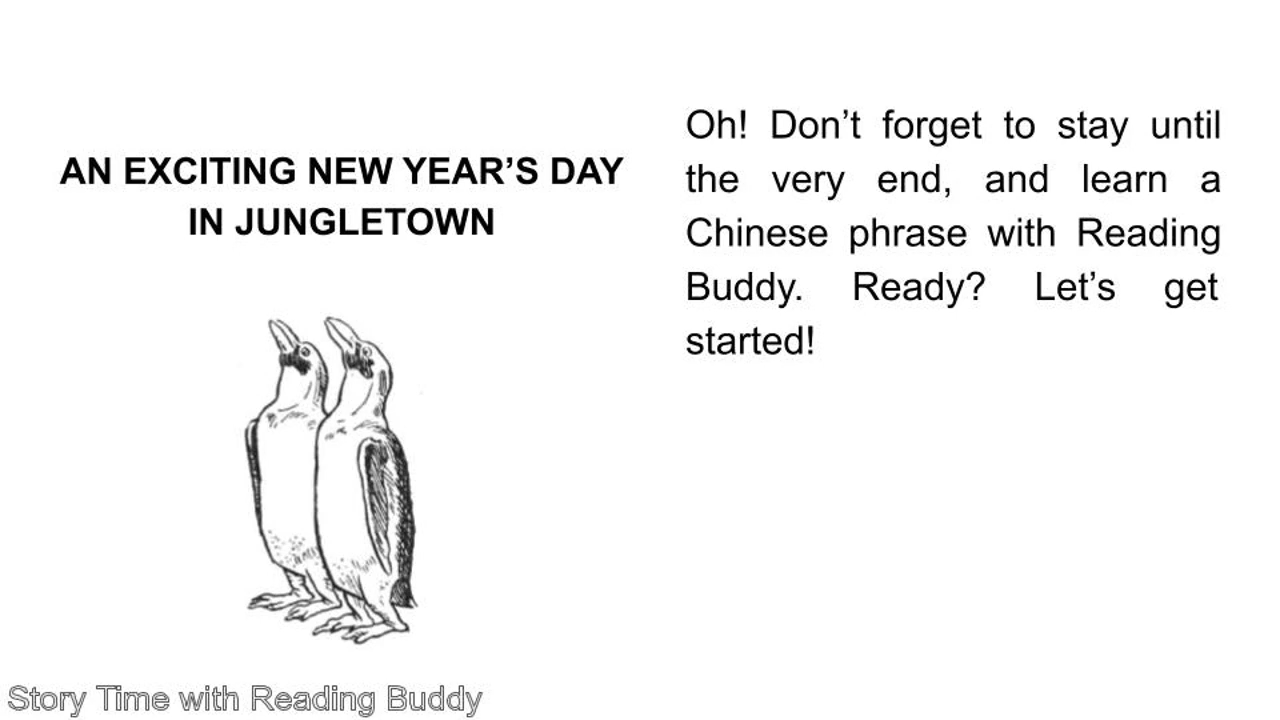 AN EXCITING NEW YEAR’S DAY
IN JUNGLETOWN
Oh! Don’t forget to stay until
the very end, and learn a
Chinese phrase with Reading
Buddy. Ready? Let’s get
started!
Story Time with Reading Buddy